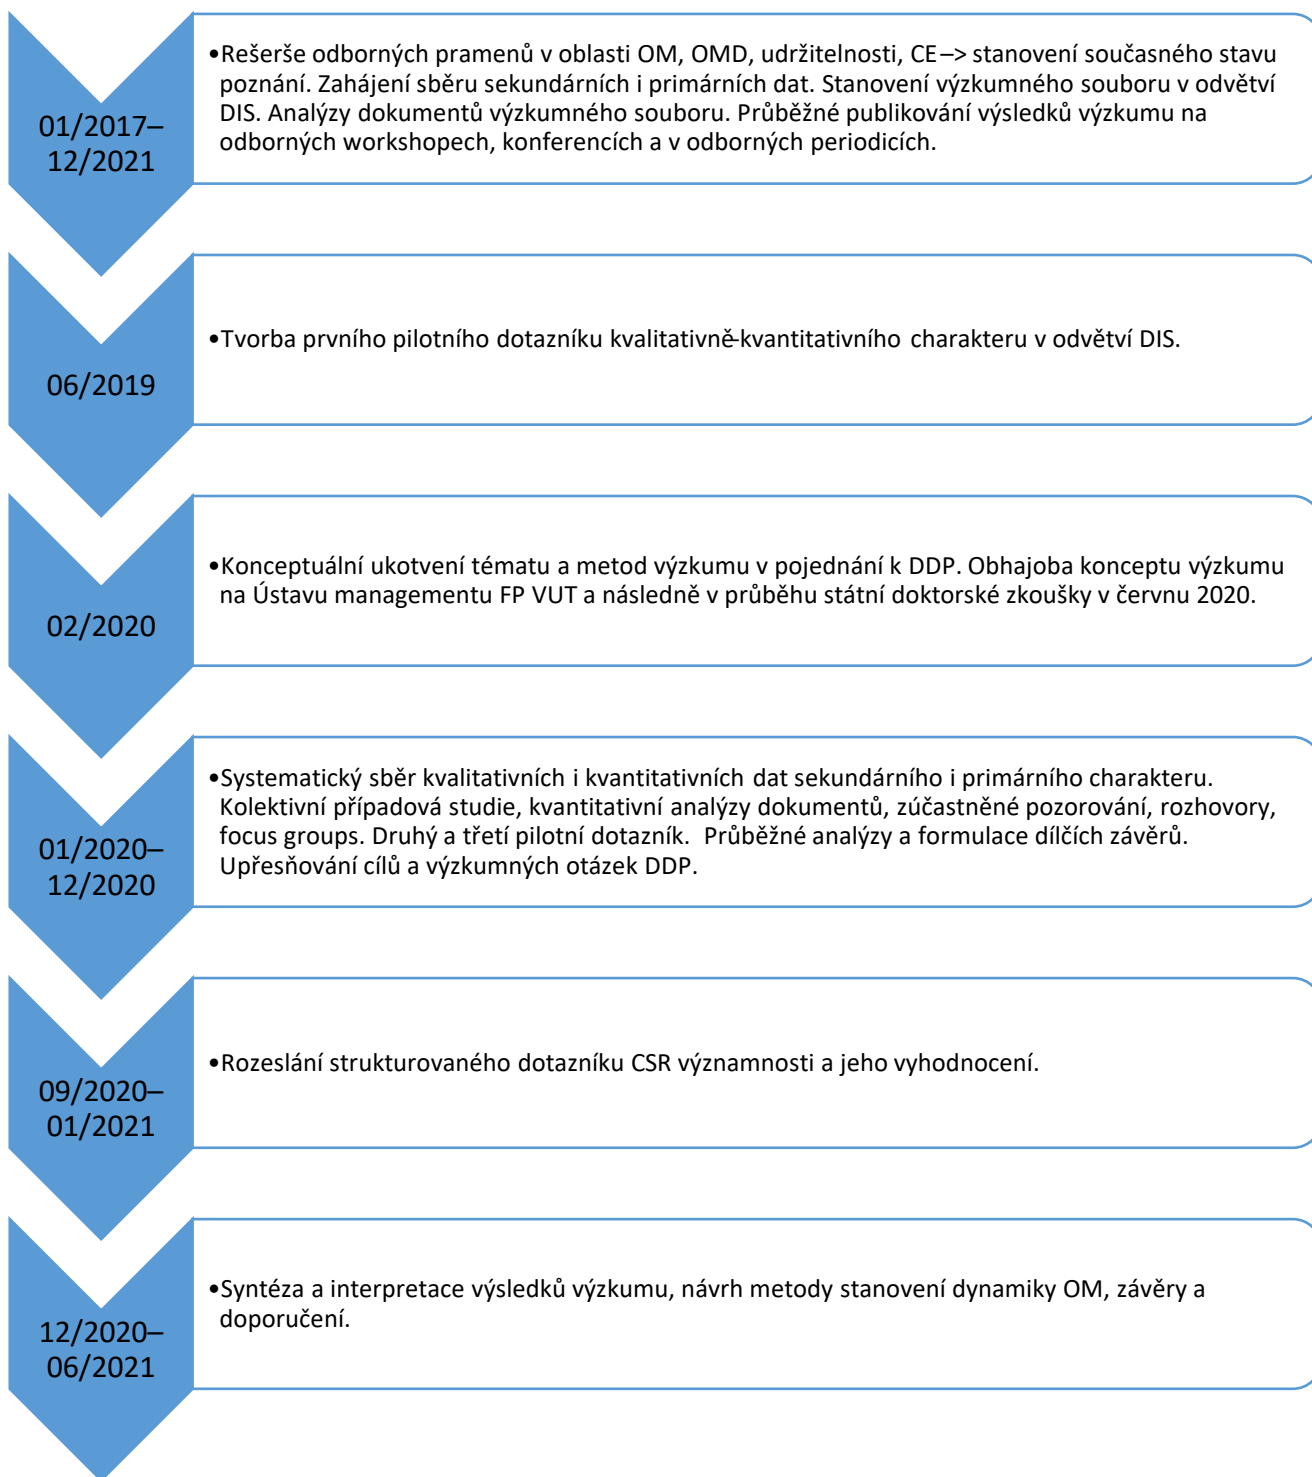 01/2017–
12/2021
•Rešerše odborných pramenů v oblasti OM, OMD, udržitelnosti, CE –> stanovení současného stavu
poznání. Zahájení sběru sekundárních i primárních dat. Stanovení výzkumného souboru v odvětví
DIS. Analýzy dokumentů výzkumného souboru. Průběžné publikování výsledků výzkumu na
odborných workshopech, konferencích a v odborných periodicích.
06/2019
•Tvorba prvního pilotního dotazníku kvalitativně-kvantitativního charakteru v odvětví DIS.
02/2020
•Konceptuální ukotvení tématu a metod výzkumu v pojednání k DDP. Obhajoba konceptu výzkumu
na Ústavu managementu FP VUT a následně v průběhu státní doktorské zkoušky v červnu 2020.
01/2020–
12/2020
•Systematický sběr kvalitativních i kvantitativních dat sekundárního i primárního charakteru.
Kolektivní případová studie, kvantitativní analýzy dokumentů, zúčastněné pozorování, rozhovory,
focus groups. Druhý a třetí pilotní dotazník. Průběžné analýzy a formulace dílčích závěrů.
Upřesňování cílů a výzkumných otázek DDP.
09/2020–
01/2021
•Rozeslání strukturovaného dotazníku CSR významnosti a jeho vyhodnocení.
12/2020–
06/2021
•Syntéza a interpretace výsledků výzkumu, návrh metody stanovení dynamiky OM, závěry a
doporučení.